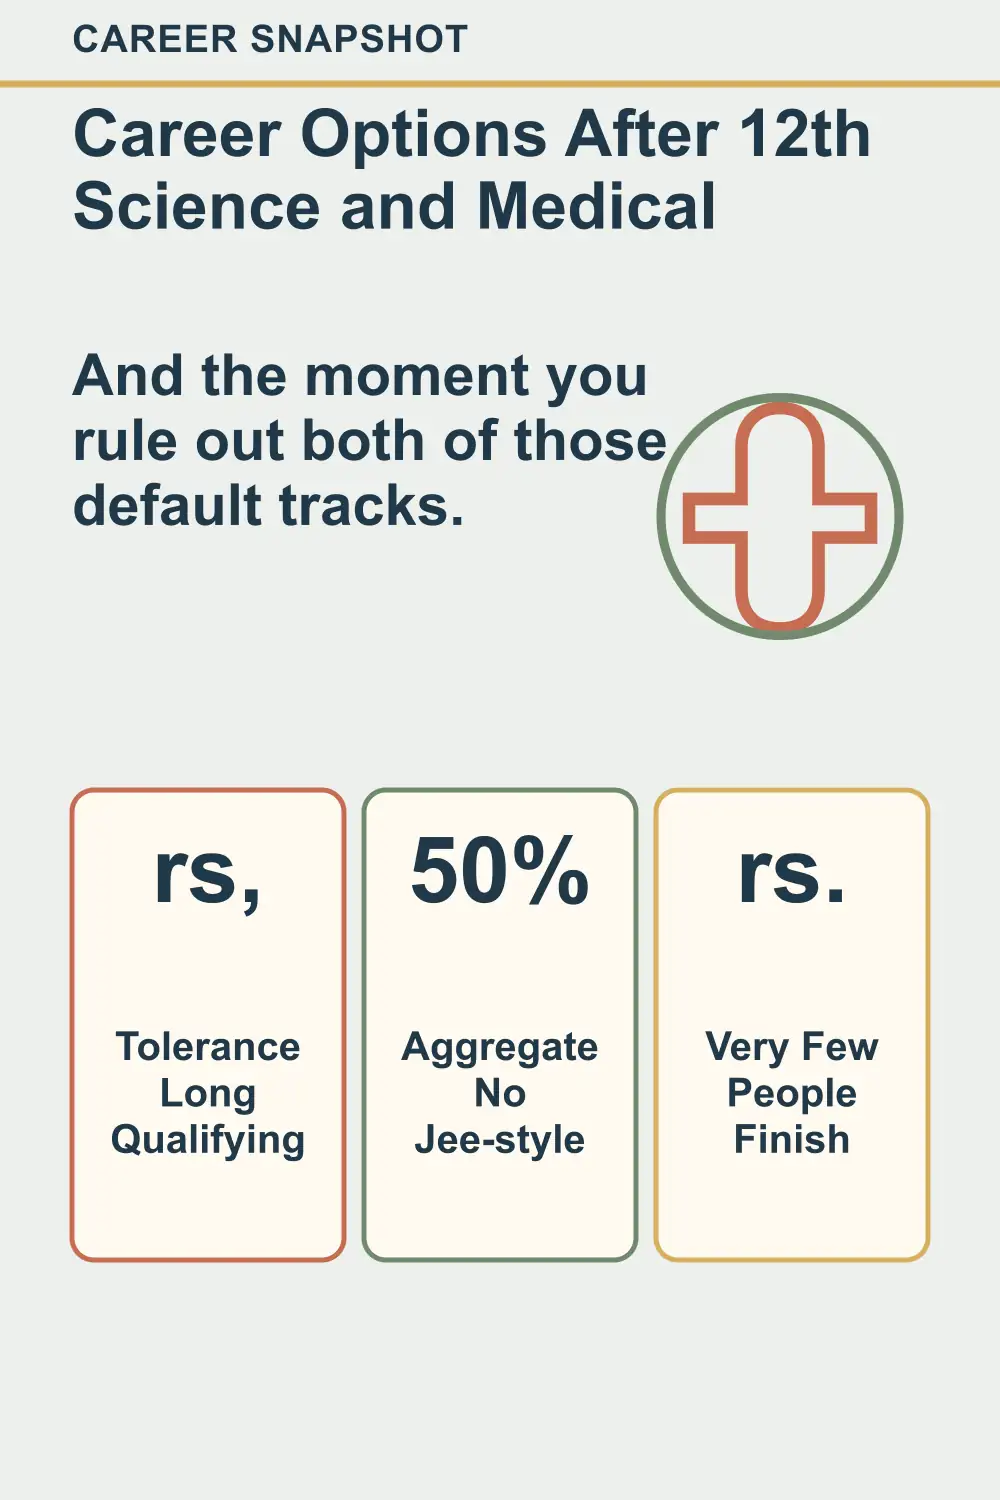 CAREER SNAPSHOT
Career Options After 12th
Science and Medical
And the moment you
rule out both of those
default tracks.
rs,
Tolerance
Long
Qualifying
50%
Aggregate
No
Jee-style
rs.
Very Few
People
Finish